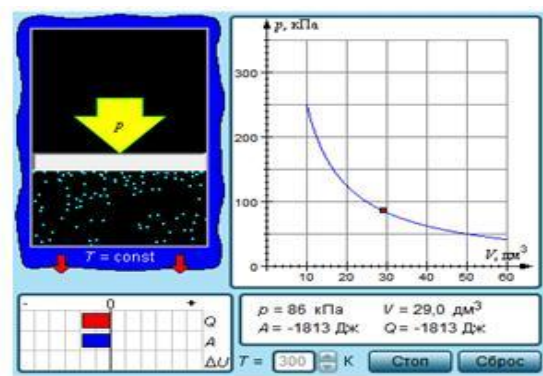 p, кПа
300
200
100
0
10 20 30 40 50 60
V, дм³
p
T = const
- 0 +
Q
A
ΔU
p = 86 кПа V = 29,0 дм³
A = -1813 Дж Q = -1813 Дж
T = 300 К Стоп Сброс